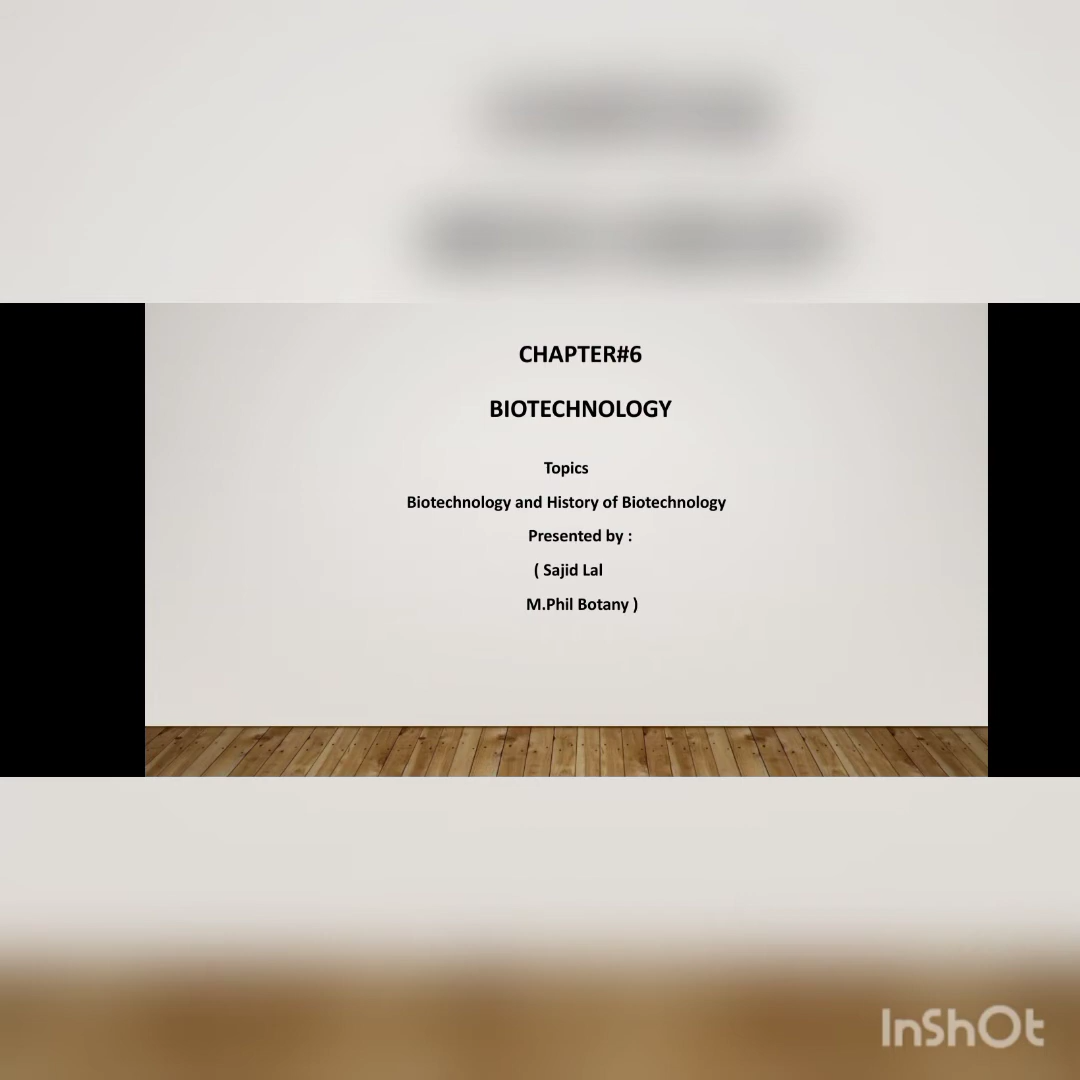 CHAPTER#6
BIOTECHNOLOGY
Topics
Biotechnology and History of Biotechnology
Presented by :
( Sajid Lal
M.Phil Botany )
InShOt